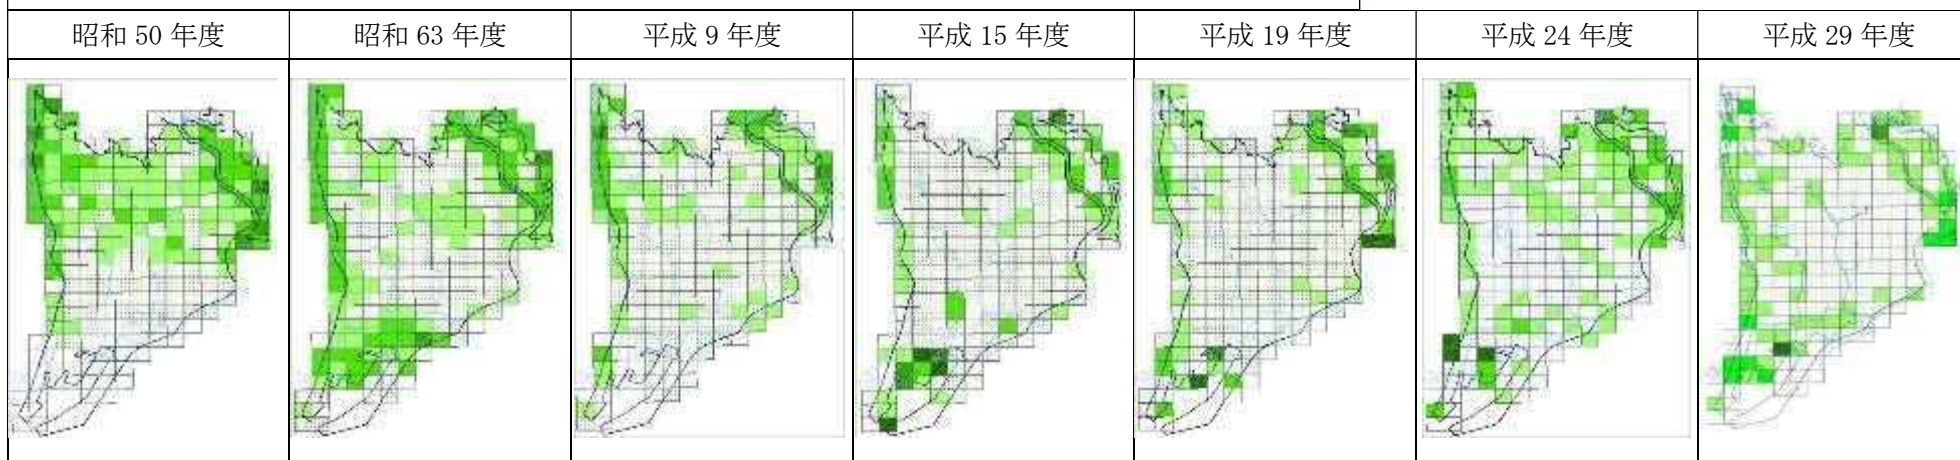 昭和 50 年度
昭和 63 年度
平成 9 年度
平成 15 年度
平成 19 年度
平成 24 年度
平成 29 年度